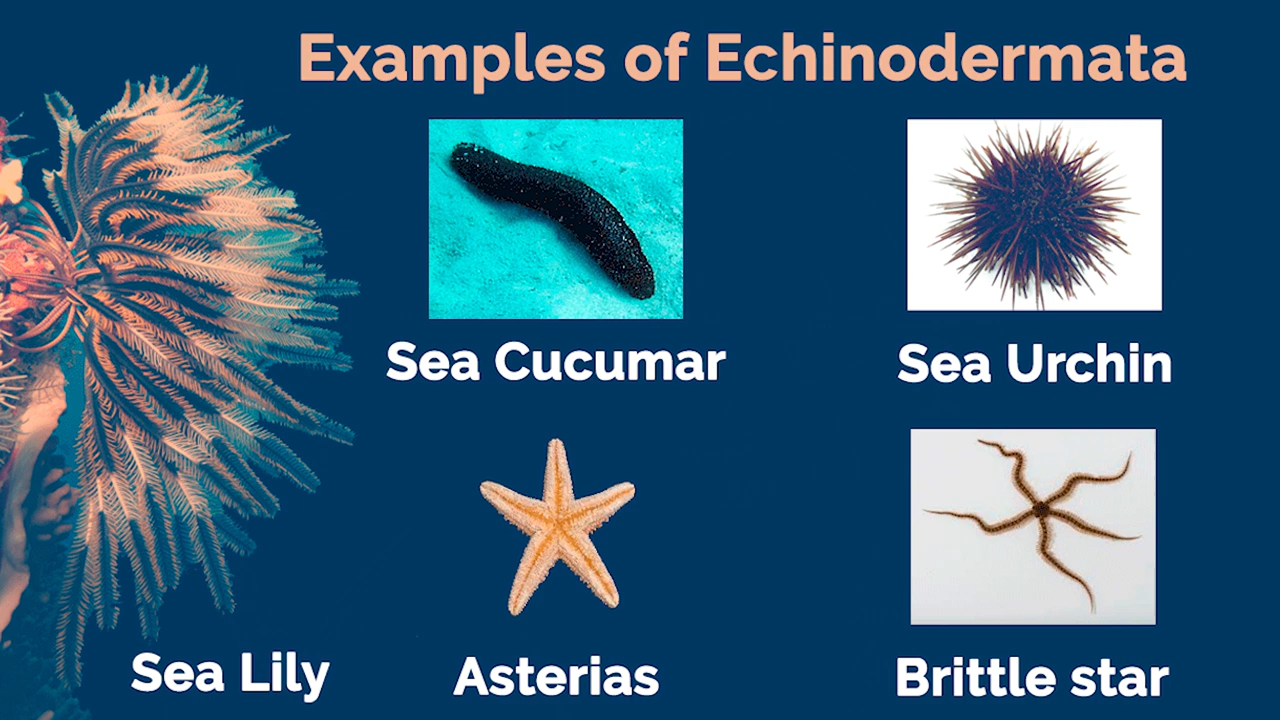 Examples of Echinodermata
Sea Cucumar
Sea Urchin
Sea Lily
Asterias
Brittle star